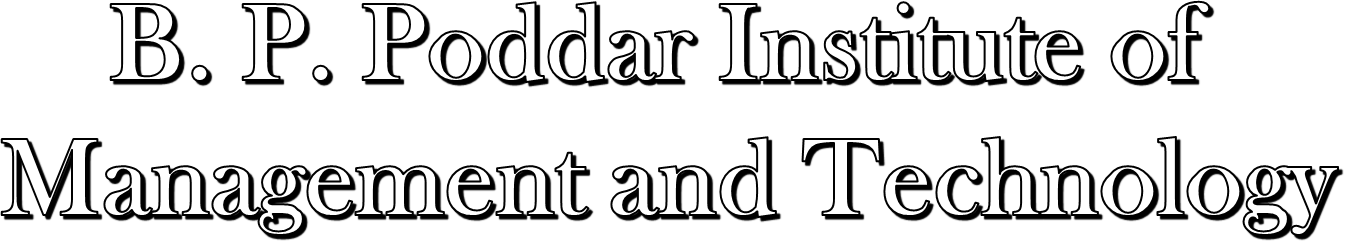 B. P. Poddar Institute of
Management and Technology